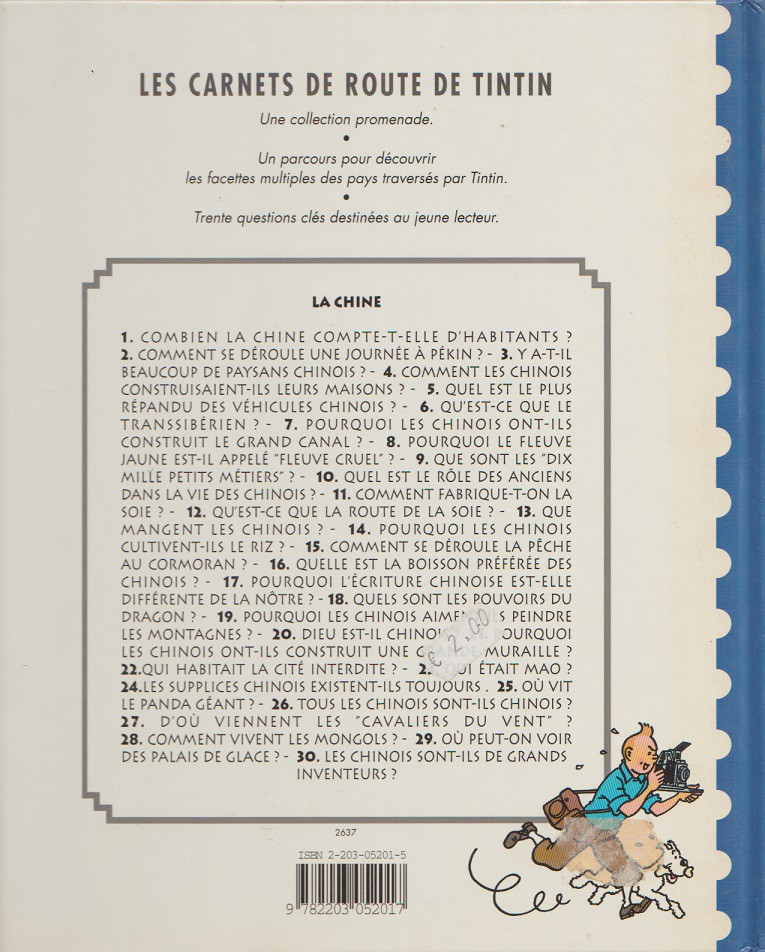 LES CARNETS DE ROUTE DE TINTIN
Une collection promenade.
•
Un parcours pour découvrir
les facettes multiples des pays traversés par Tintin.
•
Trente questions clés destinées au jeune lecteur.
LA CHINE
1. COMBIEN LA CHINE COMPTE-T-ELLE D'HABITANTS ?
2. COMMENT SE DÉROULE UNE JOURNÉE À PÉKIN ? - 3. Y A-T-IL
BEAUCOUP DE PAYSANS CHINOIS ? - 4. COMMENT LES CHINOIS
CONSTRUISAIENT-ILS LEURS MAISONS ? - 5. QUEL EST LE PLUS
RÉPANDU DES VÉHICULES CHINOIS ? - 6. QU'EST-CE QUE LE
TRANSSIBÉRIEN ? - 7. POURQUOI LES CHINOIS ONT-ILS
CONSTRUIT LE GRAND CANAL ? - 8. POURQUOI LE FLEUVE
JAUNE EST-IL APPELÉ "FLEUVE CRUEL" ? - 9. QUE SONT LES "DIX
MILLE PETITS MÉTIERS" ? - 10. QUEL EST LE RÔLE DES ANCIENS
DANS LA VIE DES CHINOIS ? - 11. COMMENT FABRIQUE-T-ON LA
SOIE ? - 12. QU'EST-CE QUE LA ROUTE DE LA SOIE ? - 13. QUE
MANGENT LES CHINOIS ? - 14. POURQUOI LES CHINOIS
CULTIVENT-ILS LE RIZ ? - 15. COMMENT SE DÉROULE LA PÊCHE
AU CORMORAN ? - 16. QUELLE EST LA BOISSON PRÉFÉRÉE DES
CHINOIS ? - 17. POURQUOI L'ÉCRITURE CHINOISE EST-ELLE
DIFFÉRENTE DE LA NÔTRE ? - 18. QUELS SONT LES POUVOIRS DU
DRAGON ? - 19. POURQUOI LES CHINOIS PEINDRE
LES MONTAGNES ? - 20. DIEU EST-IL
LES CHINOIS ONT-ILS CONSTRUIT UNE MURAILLE ?
€ 2,00
22.QUI HABITAIT LA CITÉ INTERDITE ? - ÉTAIT MAO ?
24.LES SUPPLICES CHINOIS EXISTENT-ILS TOUJOURS . 25. OÙ VIT
LE PANDA GÉANT ? - 26. TOUS LES CHINOIS SONT-ILS CHINOIS ?
27. D'OÙ VIENNENT LES "CAVALIERS DU VENT" ?
28. COMMENT VIVENT LES MONGOLS ? - 29. OÙ PEUT-ON VOIR
DES PALAIS DE GLACE ? - 30. LES CHINOIS SONT-ILS DE GRANDS
INVENTEURS ?
2637
ISBN 2-203-05201-5
9 782203 052017